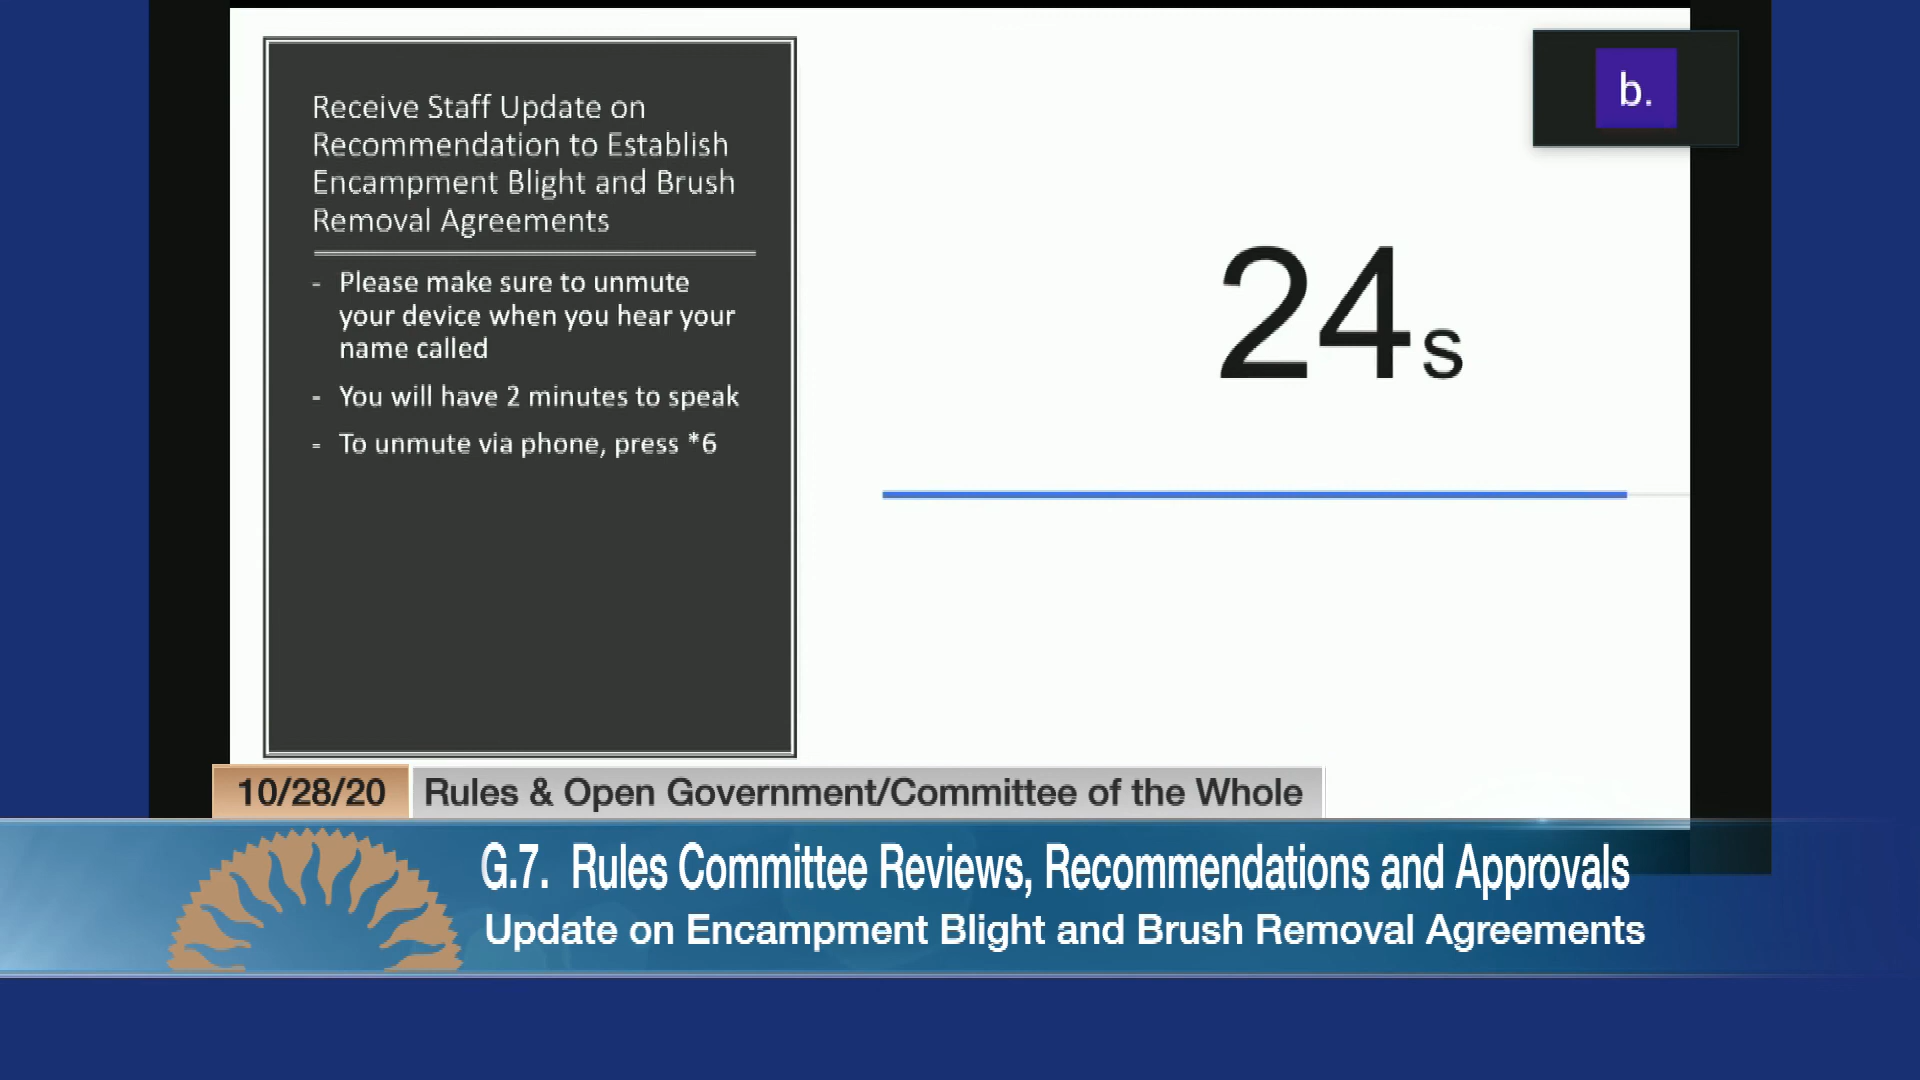 Receive Staff Update on
Recommendation to Establish
Encampment Blight and Brush
Removal Agreements
- Please make sure to unmute
your device when you hear your
name called
- You will have 2 minutes to speak
- To unmute via phone, press *6
b.
24s
10/28/20 Rules & Open Government/Committee of the Whole
G.7. Rules Committee Reviews, Recommendations and Approvals
Update on Encampment Blight and Brush Removal Agreements